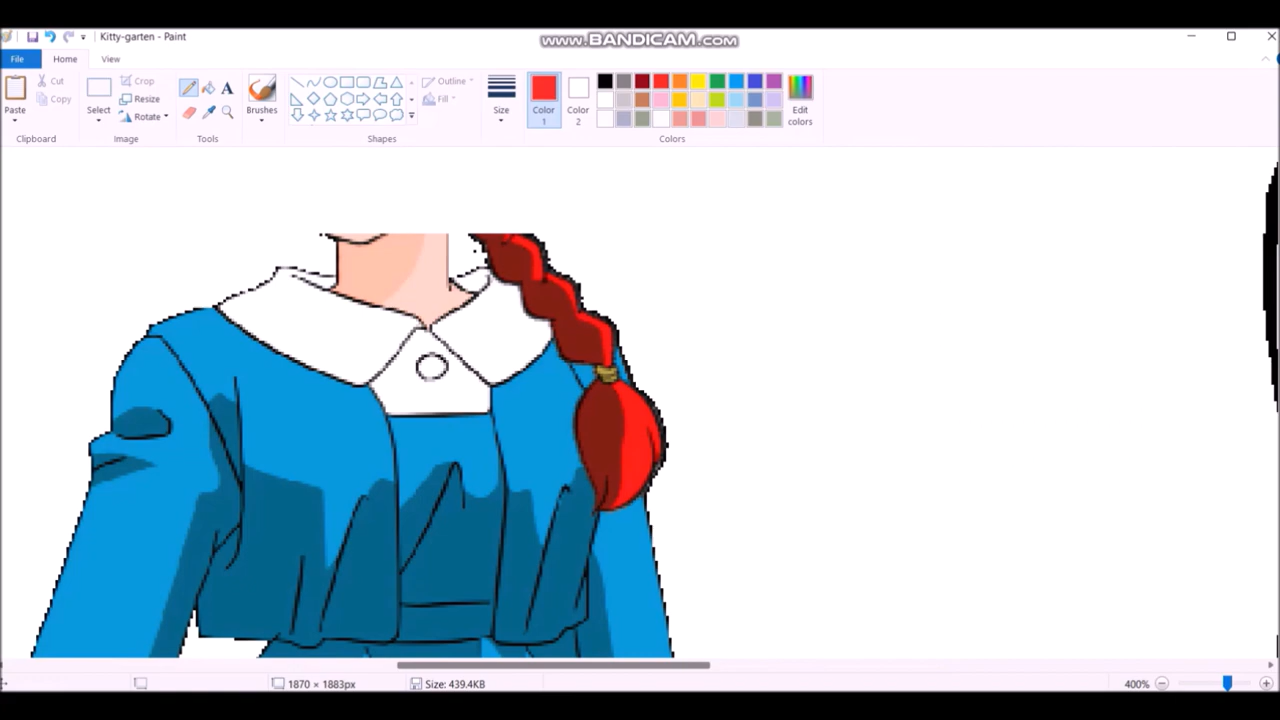 www.BANDICAM.com
Kitty-garten - Paint
File Home View
Cut
Copy
Paste
Clipboard
Select
Crop
Resize
Rotate
Image
A
Tools
Brushes
Outline
Fill
Shapes
Size
Color
1
Color
2
Edit
colors
Colors
1870 × 1883px
Size: 439.4KB
400%